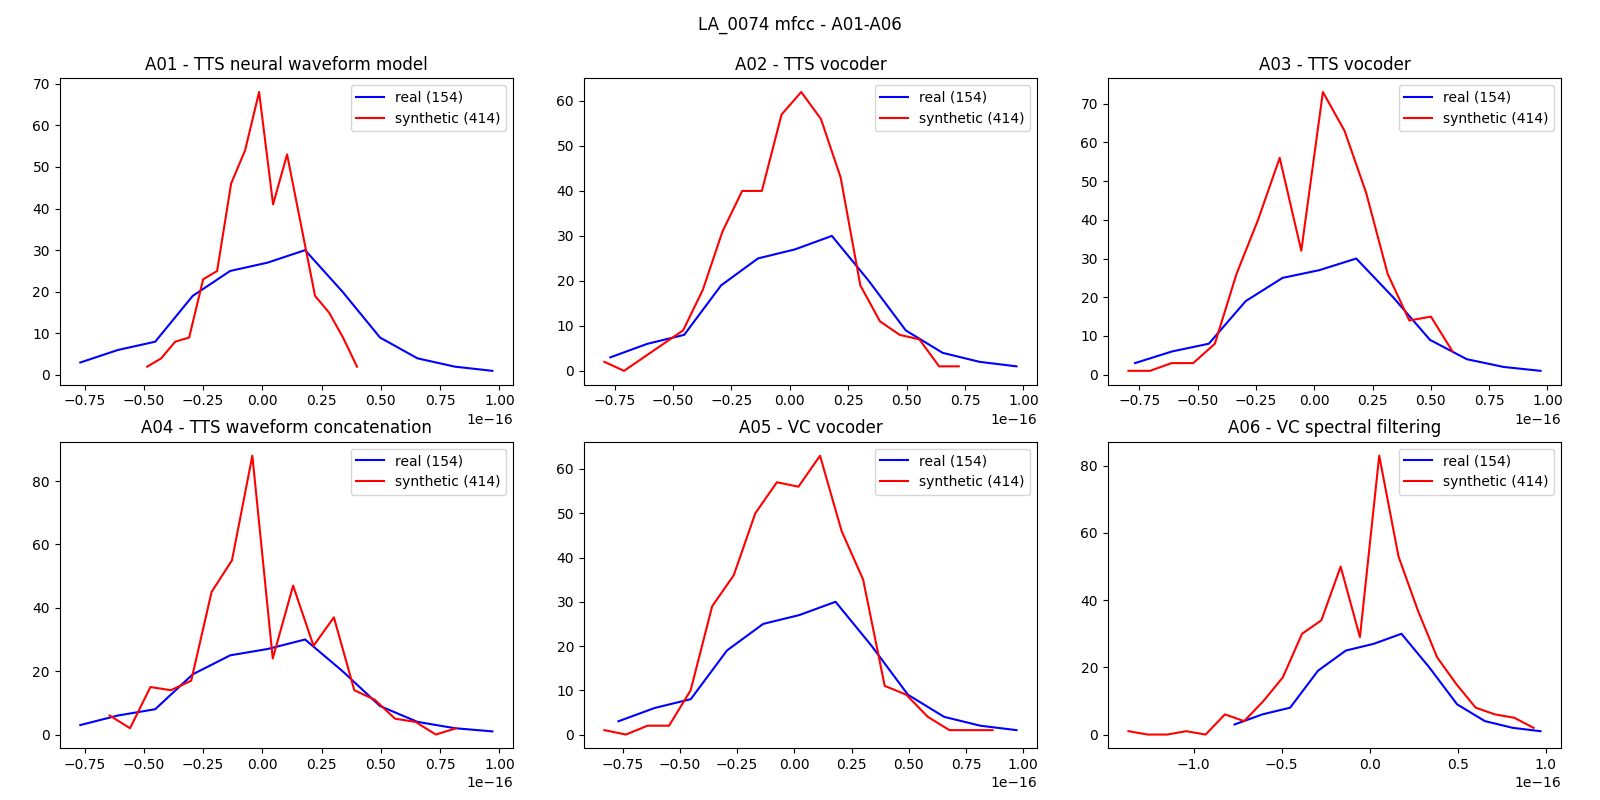 LA_0074 mfcc - A01-A06
A01 - TTS neural waveform model
70
60
50
40
30
20
10
0
real (154)
synthetic (414)
−0.75 −0.50 −0.25 0.00 0.25 0.50 0.75 1.00
1e−16
A02 - TTS vocoder
60
50
40
30
20
10
0
real (154)
synthetic (414)
−0.75 −0.50 −0.25 0.00 0.25 0.50 0.75 1.00
1e−16
A03 - TTS vocoder
70
60
50
40
30
20
10
0
real (154)
synthetic (414)
−0.75 −0.50 −0.25 0.00 0.25 0.50 0.75 1.00
1e−16
A04 - TTS waveform concatenation
80
60
40
20
0
real (154)
synthetic (414)
−0.75 −0.50 −0.25 0.00 0.25 0.50 0.75 1.00
1e−16
A05 - VC vocoder
60
50
40
30
20
10
0
real (154)
synthetic (414)
−0.75 −0.50 −0.25 0.00 0.25 0.50 0.75 1.00
1e−16
A06 - VC spectral filtering
80
60
40
20
0
real (154)
synthetic (414)
−1.0 −0.5 0.0 0.5 1.0
1e−16